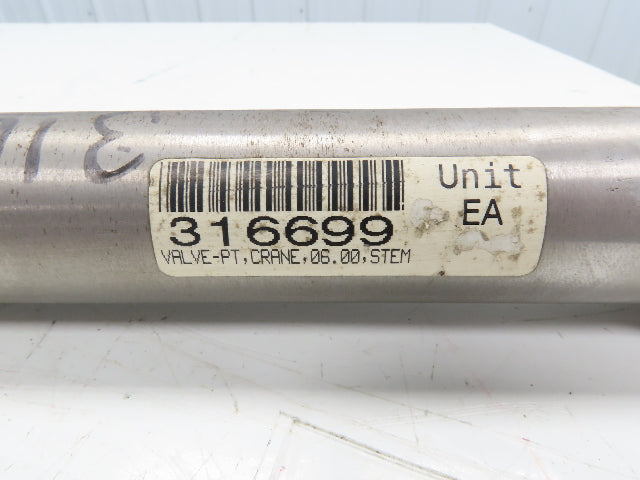 316699
VALVE-PT,CRANE,06.00,STEM
Unit
EA